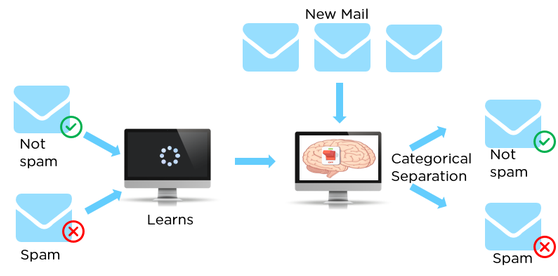 New Mail
Not
spam
Learns
Spam
Categorical
Separation
Not
spam
Spam